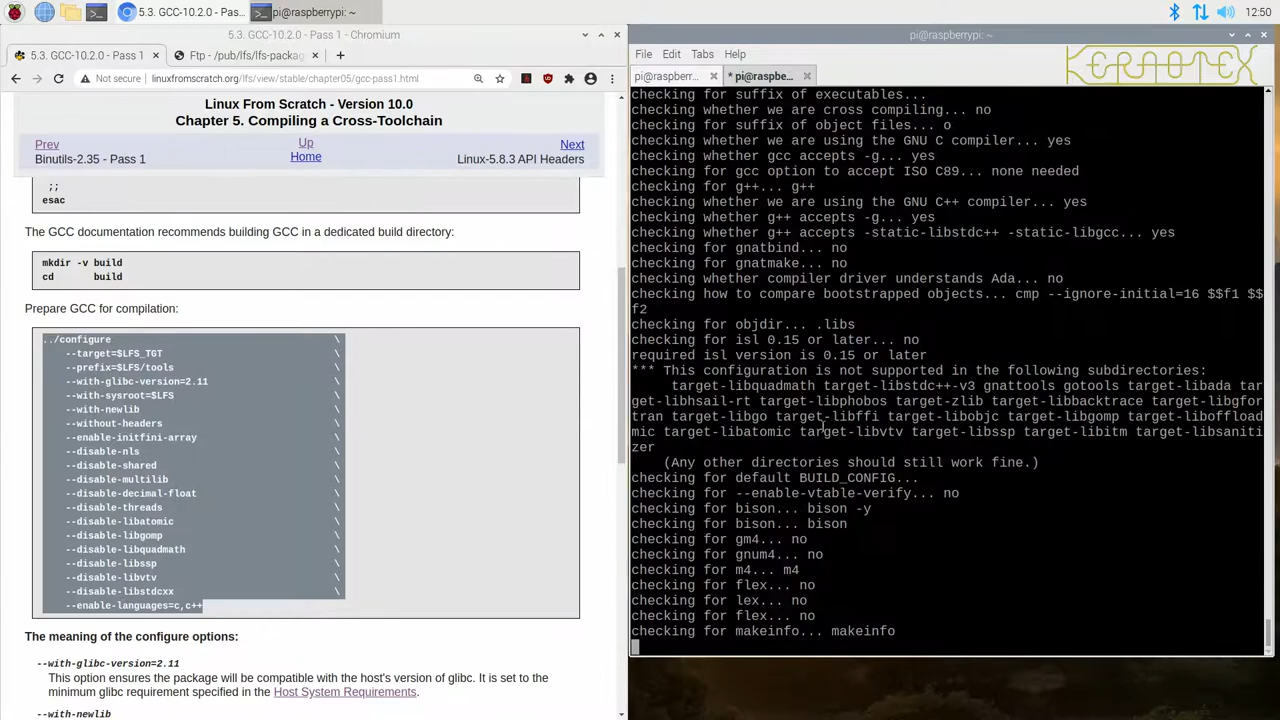 5.3. GCC-10.2.0 - Pas...
pi@raspberrypi: ~
12:50
5.3. GCC-10.2.0 - Pass 1 - Chromium
5.3. GCC-10.2.0 - Pass 1
Ftp - /pub/lfs/lfs-packag
Not secure
linuxfromscratch.org/lfs/view/stable/chapter05/gcc-pass1.html
Linux From Scratch - Version 10.0
Chapter 5. Compiling a Cross-Toolchain
Prev
Up
Next
Binutils-2.35 - Pass 1
Home
Linux-5.8.3 API Headers
;;
esac
The GCC documentation recommends building GCC in a dedicated build directory:
mkdir -v build
cd       build
Prepare GCC for compilation:
../configure                                       \
    --target=$LFS_TGT                              \
    --prefix=$LFS/tools                            \
    --with-glibc-version=2.11                      \
    --with-sysroot=$LFS                            \
    --with-newlib                                  \
    --without-headers                              \
    --enable-initfini-array                        \
    --disable-nls                                  \
    --disable-shared                               \
    --disable-multilib                             \
    --disable-decimal-float                        \
    --disable-threads                              \
    --disable-libatomic                            \
    --disable-libgomp                              \
    --disable-libquadmath                          \
    --disable-libssp                               \
    --disable-libvtv                               \
    --disable-libstdcxx                            \
    --enable-languages=c,c++
The meaning of the configure options:
--with-glibc-version=2.11
This option ensures the package will be compatible with the host's version of glibc. It is set to the
minimum glibc requirement specified in the Host System Requirements.
--with-newlib
pi@raspberrypi: ~
File Edit Tabs Help
KERNOTEX
pi@raspberr...
* pi@raspbe...
checking for suffix of executables...
checking whether we are cross compiling... no
checking for suffix of object files... o
checking whether we are using the GNU C compiler... yes
checking whether gcc accepts -g... yes
checking for gcc option to accept ISO C89... none needed
checking for g++... g++
checking whether we are using the GNU C++ compiler... yes
checking whether g++ accepts -g... yes
checking whether g++ accepts -static-libstdc++ -static-libgcc... yes
checking for gnatbind... no
checking for gnatmake... no
checking whether compiler driver understands Ada... no
checking how to compare bootstrapped objects... cmp --ignore-initial=16 $$f1 $$
f2
checking for objdir... .libs
checking for isl 0.15 or later... no
required isl version is 0.15 or later
*** This configuration is not supported in the following subdirectories:
     target-libquadmath target-libstdc++-v3 gnattools gotools target-libada tar
get-libhsail-rt target-libphobos target-zlib target-libbacktrace target-libgfor
tran target-libgo target-libffi target-libobjc target-libgomp target-liboffload
mic target-libatomic target-libvtv target-libssp target-libitm target-libsaniti
zer
    (Any other directories should still work fine.)
checking for default BUILD_CONFIG...
checking for --enable-vtable-verify... no
checking for bison... bison -y
checking for bison... bison
checking for gm4... no
checking for gnum4... no
checking for m4... m4
checking for flex... no
checking for lex... no
checking for flex... no
checking for makeinfo... makeinfo